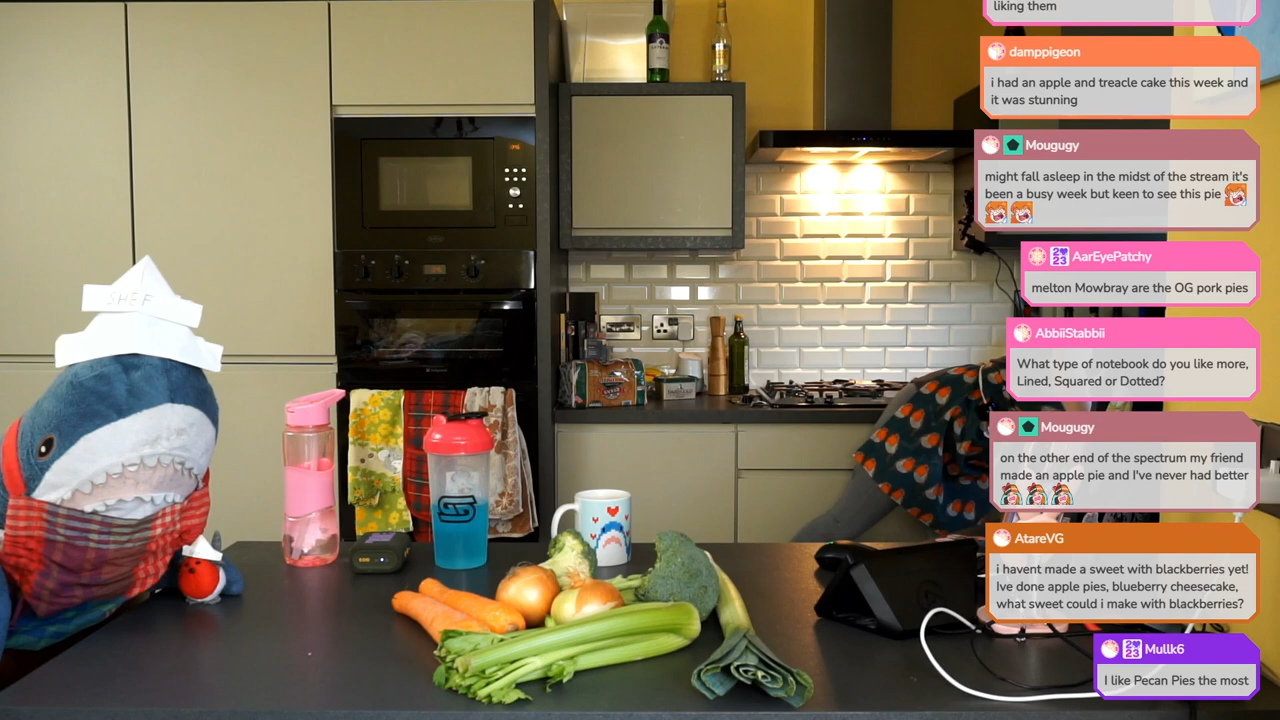 liking them
damppigeon
i had an apple and treacle cake this week and
it was stunning
Mougugy
might fall asleep in the midst of the stream it's
been a busy week but keen to see this pie
AarEyePatchy
melton Mowbray are the OG pork pies
AbbiiStabbii
What type of notebook do you like more,
Lined, Squared or Dotted?
Mougugy
on the other end of the spectrum my friend
made an apple pie and I've never had better
AtareVG
i havent made a sweet with blackberries yet!
Ive done apple pies, blueberry cheesecake,
what sweet could i make with blackberries?
Mullk6
I like Pecan Pies the most
SHEF